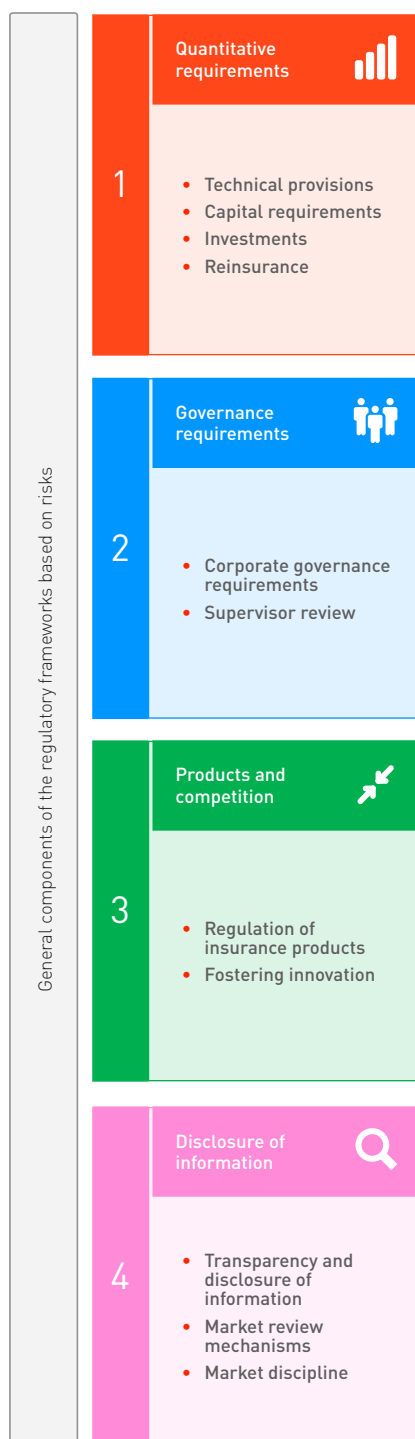 General components of the regulatory frameworks based on risks
1
Quantitative
requirements
• Technical provisions
• Capital requirements
• Investments
• Reinsurance
2
Governance
requirements
• Corporate governance
requirements
• Supervisor review
3
Products and
competition
• Regulation of
insurance products
• Fostering innovation
4
Disclosure of
information
• Transparency and
disclosure of
information
• Market review
mechanisms
• Market discipline